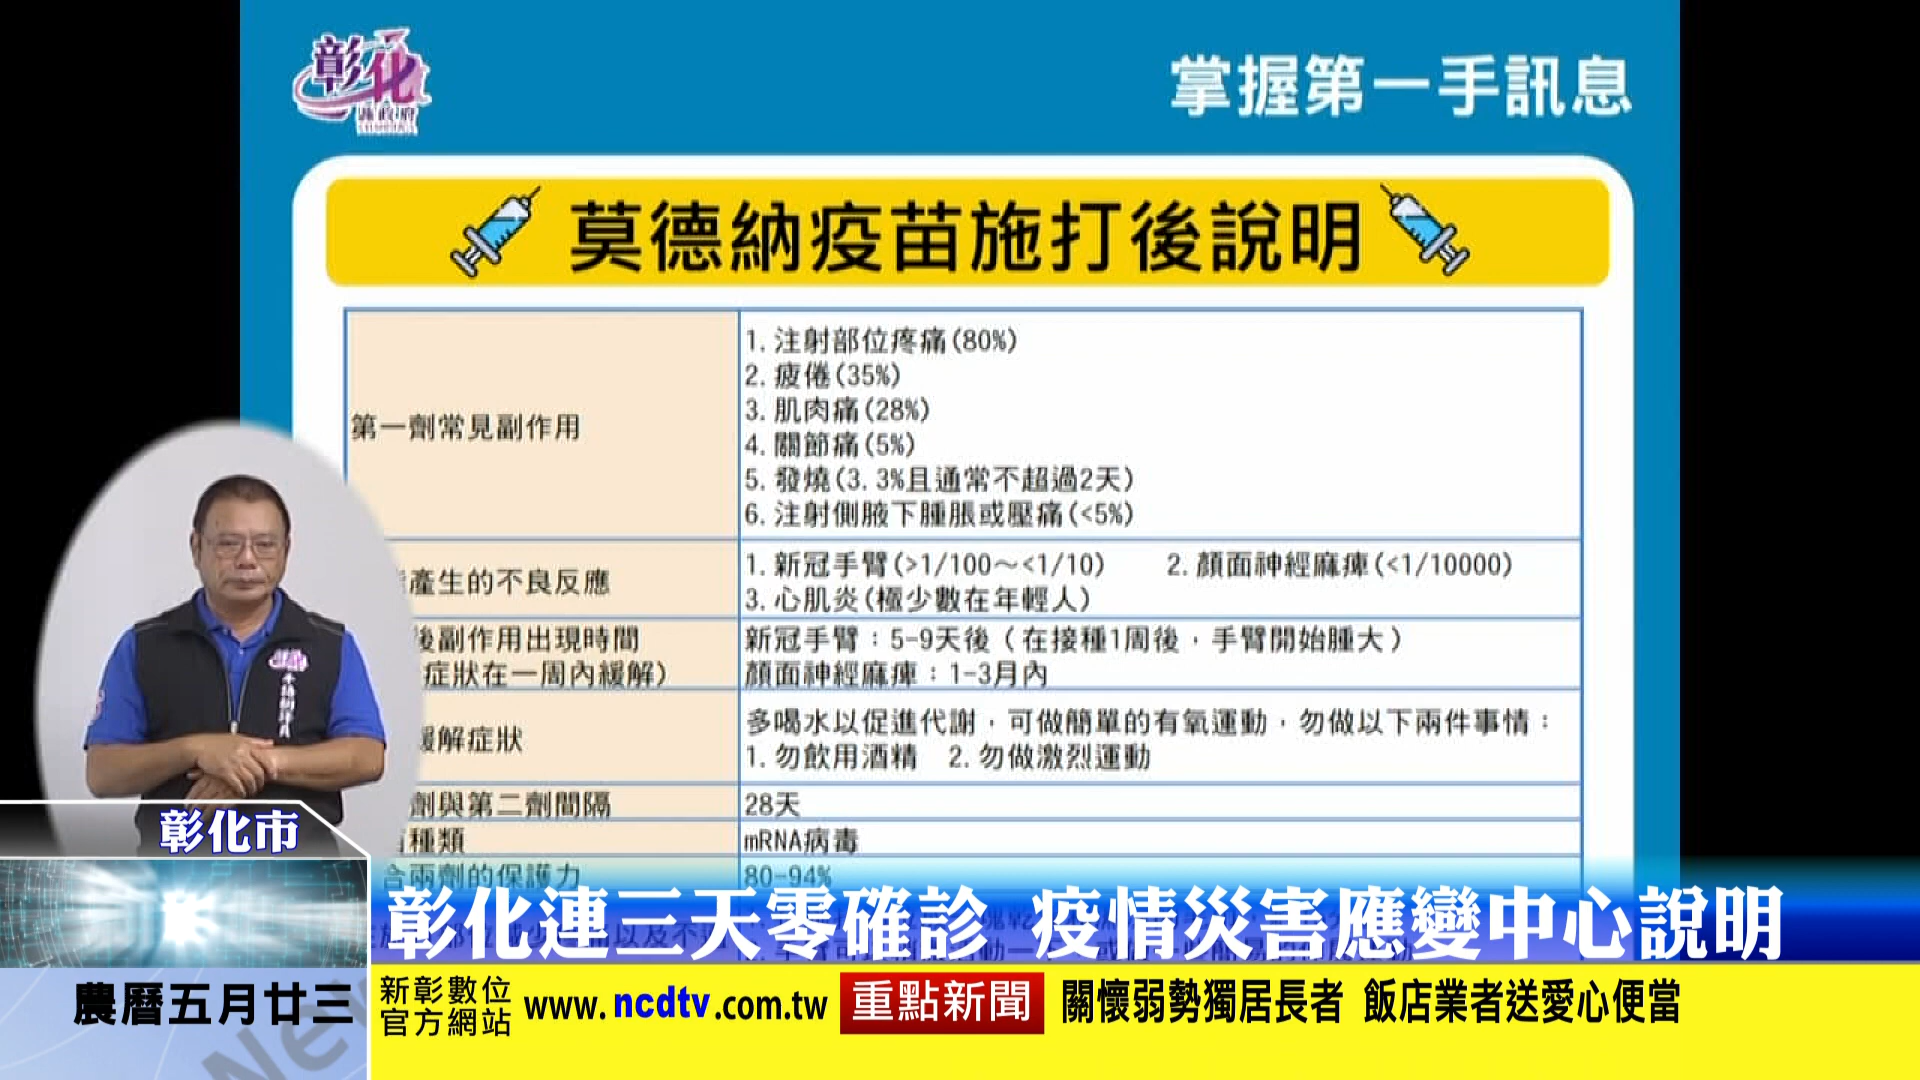 彰化
縣政府
掌握第一手訊息
莫德納疫苗施打後說明
第一劑常見副作用
1.注射部位疼痛(80%)
2.疲倦(35%)
3.肌肉痛(28%)
4.關節痛(5%)
5.發燒(3.3%且通常不超過2天)
6.注射側腋下腫脹或壓痛(<5%)
產生的不良反應
1.新冠手臂(>1/100~<1/10) 2.顏面神經麻痺(<1/10000)
3.心肌炎(極少數在年輕人)
後副作用出現時間
症狀在一周內緩解)
新冠手臂：5-9天後（在接種1周後，手臂開始腫大）
顏面神經麻痺：1-3月內
緩解症狀
多喝水以促進代謝，可做簡單的有氧運動，勿做以下兩件事情：
1.勿飲用酒精 2.勿做激烈運動
劑與第二劑間隔
28天
種類
mRNA病毒
合兩劑的保護力
80-94%
彰化市
彰化連三天零確診 疫情災害應變中心說明
農曆五月廿三
新彰數位
官方網站
www.ncdtv.com.tw
重點新聞
關懷弱勢獨居長者 飯店業者送愛心便當